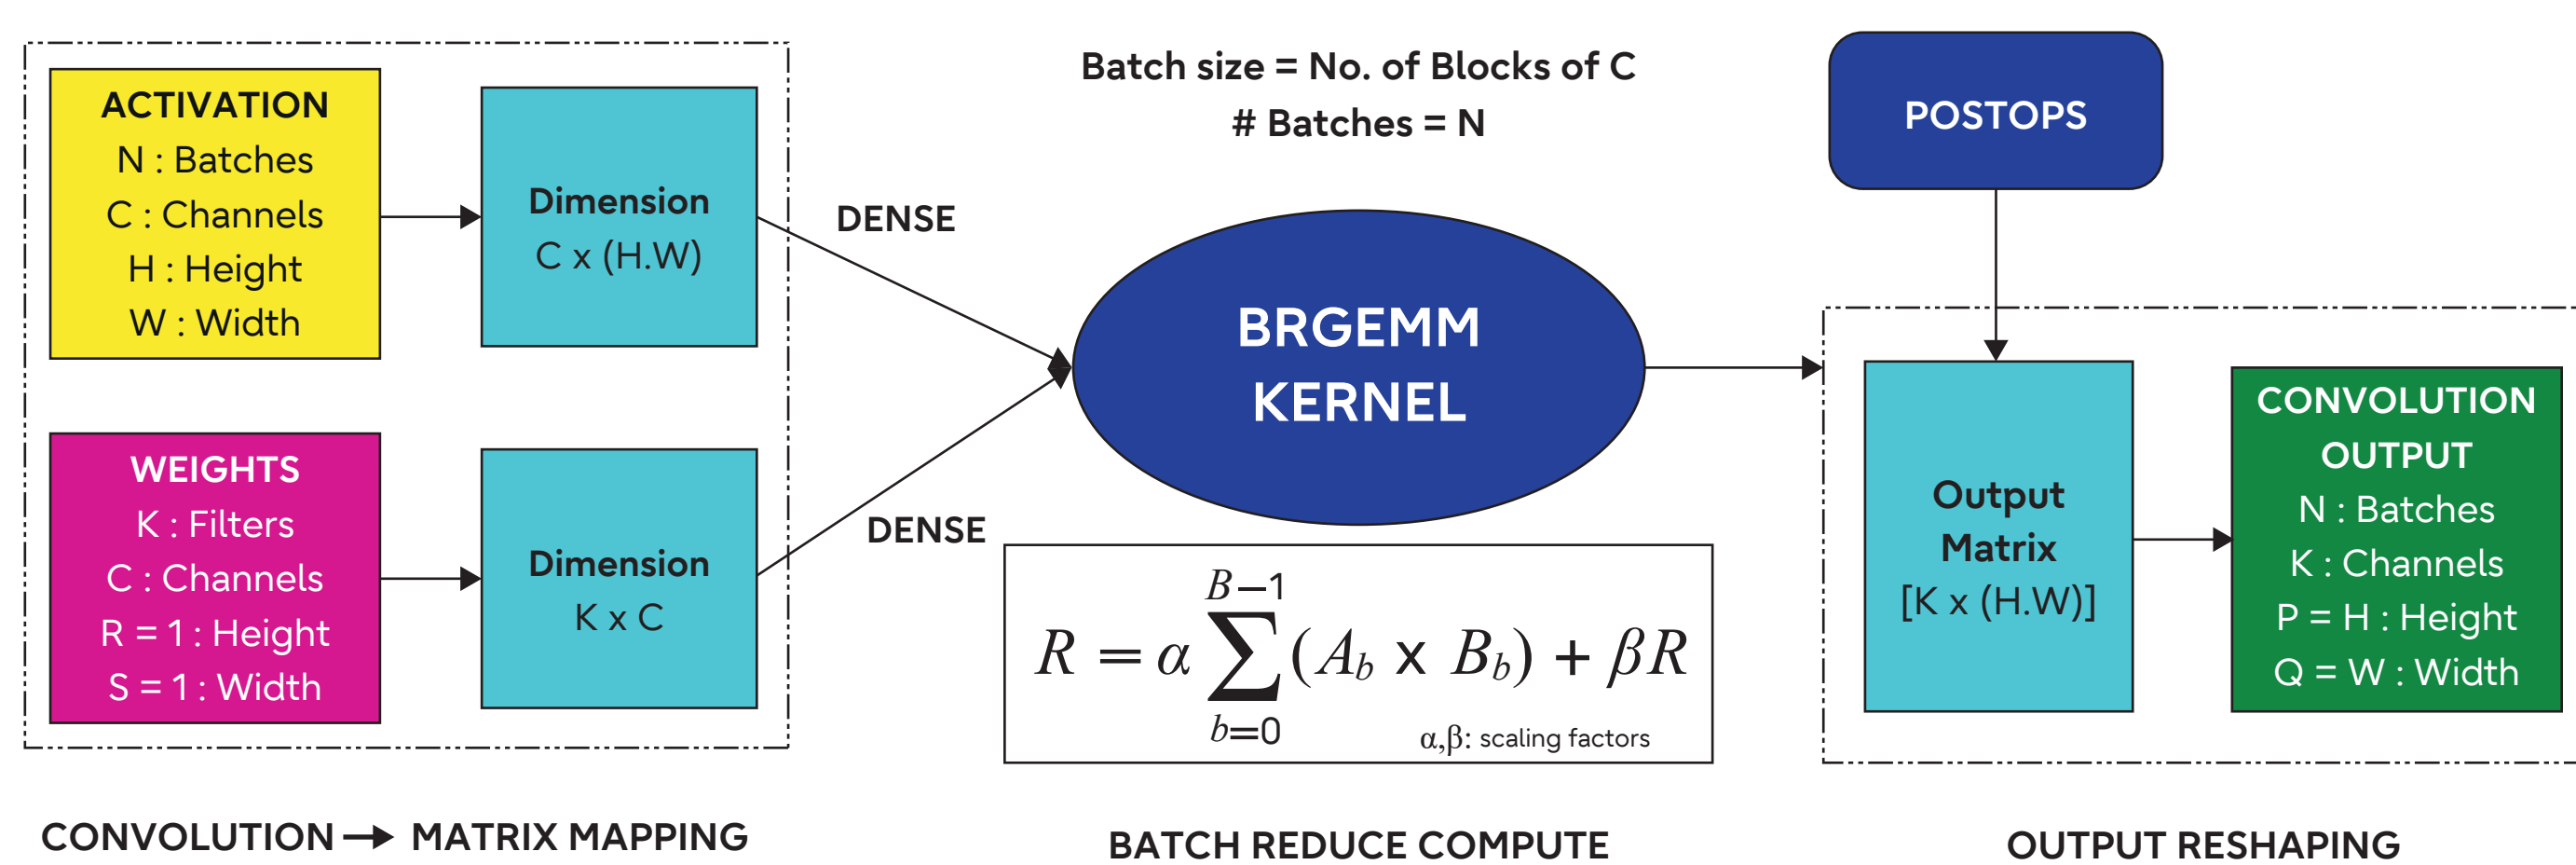 ACTIVATION
N : Batches
C : Channels
H : Height
W : Width
Dimension
C x (H.W)
WEIGHTS
K : Filters
C : Channels
R = 1 : Height
S = 1 : Width
Dimension
K x C
CONVOLUTION → MATRIX MAPPING
DENSE
DENSE
Batch size = No. of Blocks of C
# Batches = N
BRGEMM
KERNEL
B−1
R = α ∑ (A_b x B_b) + βR
b=0
α,β: scaling factors
BATCH REDUCE COMPUTE
POSTOPS
Output
Matrix
[K x (H.W)]
CONVOLUTION
OUTPUT
N : Batches
K : Channels
P = H : Height
Q = W : Width
OUTPUT RESHAPING